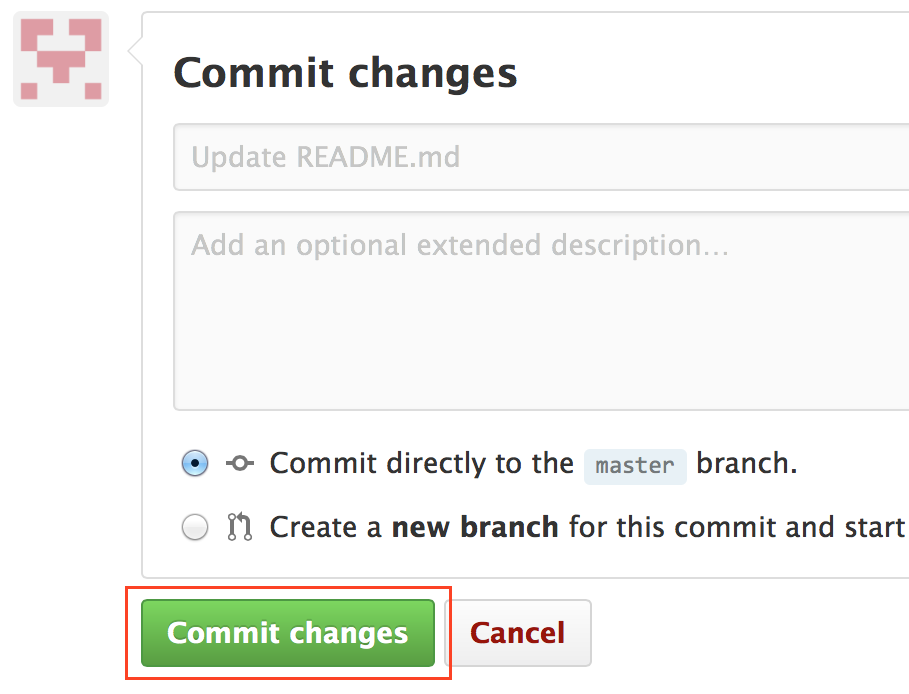 Commit changes
Update README.md
Add an optional extended description…
Commit directly to the master branch.
Create a new branch for this commit and start
Commit changes
Cancel